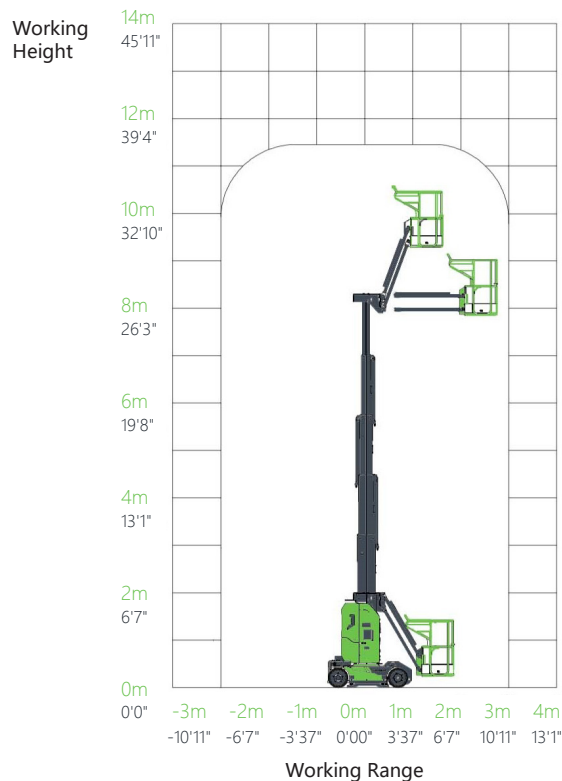 Working
Height
14m
45'11"
12m
39'4"
10m
32'10"
8m
26'3"
6m
19'8"
4m
13'1"
2m
6'7"
0m
0'0"
-3m -2m -1m 0m 1m 2m 3m 4m
-10'11" -6'7" -3'37" 0'00" 3'37" 6'7" 10'11" 13'1"
Working Range